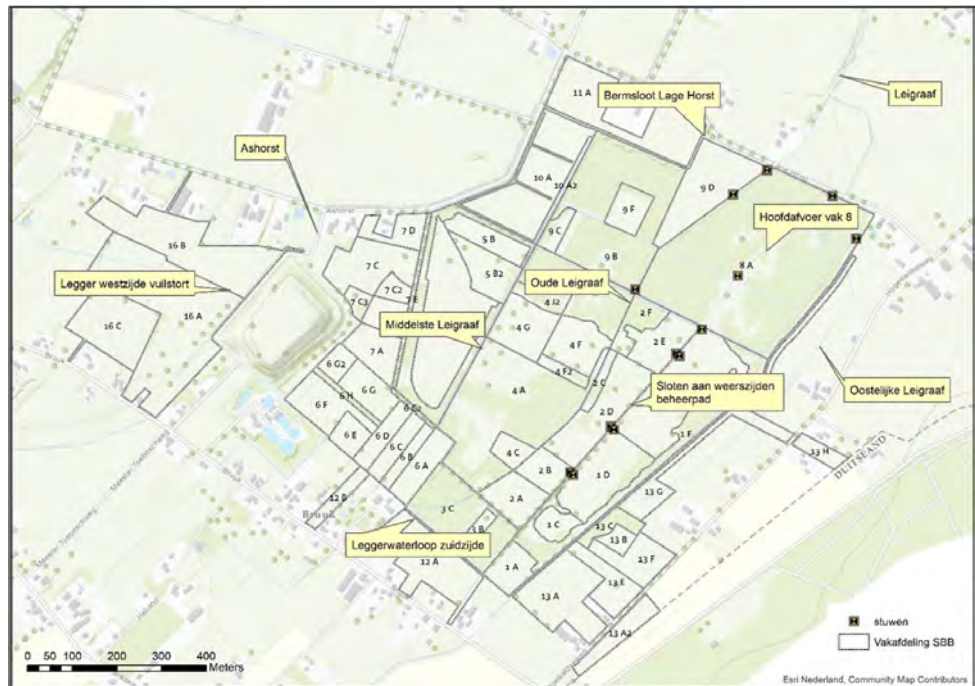 11 A
Bermsloot Lage Horst
Leigraaf
Ashorst
10 A
10 A2
9 D
9 F
Ashorst
7 D
9 C
Hoofdafvoer vak 8
16 B
5 B
9 B
7 C
5 B2
8 A
Legger westzijde vuilstort
7 C2
Oude Leigraaf
7 C3
7 E
4 J2
2 F
16 C
16 A
Middelste Leigraaf
4 G
4 F
2 E
7 A
6 G2
4 F2
2 C
Sloten aan weerszijden
beheerpad
Oostelijke Leigraaf
6 G
6 H
4 A
6 F
6 C2
2 D
1 F
6 E
6 D
6 C
6 B
6 A
4 C
2 B
1 D
13 H
DUITSLAND
12 B
Bruuk
2 A
13 G
3 C
3 B
1 C
13 C
13 B
Leggerwaterloop zuidzijde
13 F
12 A
1 A
13 E
13 A
13 A2
stuwen
Vakafdeling SBB
0 50 100 200 300 400
Meters
Esri Nederland, Community Map Contributors